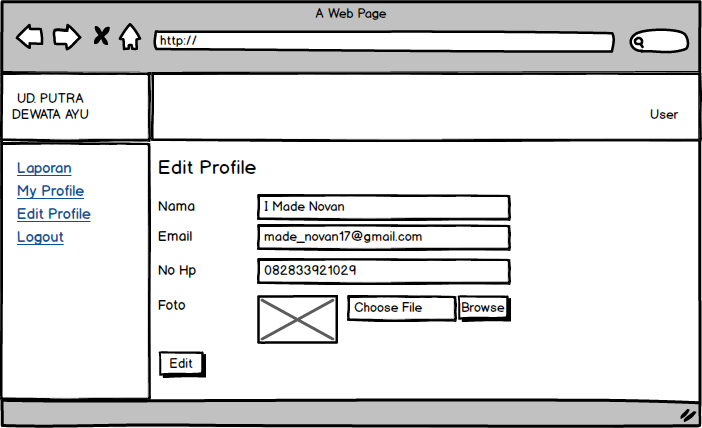 A Web Page
http://
UD. PUTRA
DEWATA AYU
User
Laporan
My Profile
Edit Profile
Logout
Edit Profile
Nama
I Made Novan
Email
made_novan17@gmail.com
No Hp
082833921029
Foto
Choose File
Browse
Edit